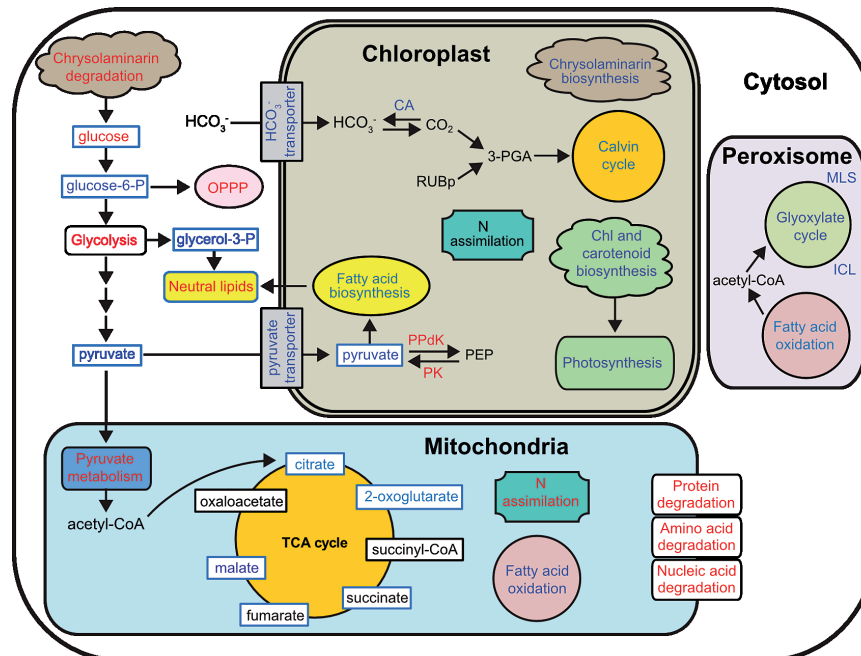 Chloroplast
Cytosol
Chrysolaminarin
degradation
Chrysolaminarin
biosynthesis
glucose
HCO₃⁻
HCO₃⁻
transporter
HCO₃⁻
CA
CO₂
3-PGA
RUBp
Calvin
cycle
glucose-6-P
OPPP
Glycolysis
glycerol-3-P
Neutral lipids
Fatty acid
biosynthesis
N
assimilation
Chl and
carotenoid
biosynthesis
Peroxisome
MLS
Glyoxylate
cycle
ICL
acetyl-CoA
Fatty acid
oxidation
pyruvate
pyruvate
transporter
pyruvate
PPdK
PK
PEP
Photosynthesis
Mitochondria
Pyruvate
metabolism
acetyl-CoA
citrate
oxaloacetate
2-oxoglutarate
TCA cycle
succinyl-CoA
malate
succinate
fumarate
N
assimilation
Fatty acid
oxidation
Protein
degradation
Amino acid
degradation
Nucleic acid
degradation